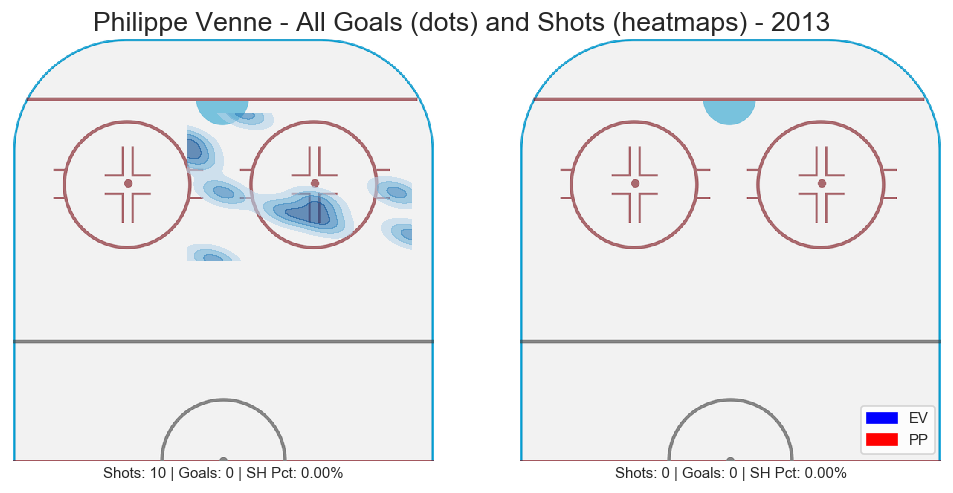 Philippe Venne - All Goals (dots) and Shots (heatmaps) - 2013
EV
PP
Shots: 10 | Goals: 0 | SH Pct: 0.00%
Shots: 0 | Goals: 0 | SH Pct: 0.00%